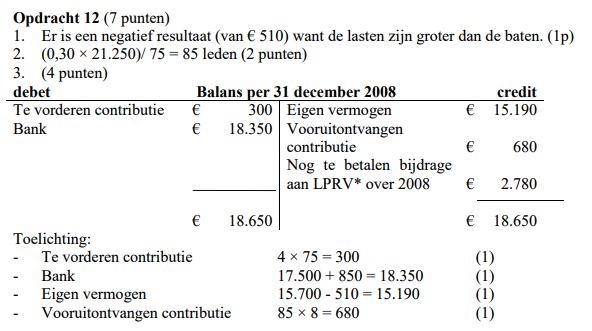 Opdracht 12 (7 punten)
1. Er is een negatief resultaat (van € 510) want de lasten zijn groter dan de baten. (1p)
2. (0,30 × 21.250)/ 75 = 85 leden (2 punten)
3. (4 punten)
debet Balans per 31 december 2008 credit
Te vorderen contributie € 300 Eigen vermogen € 15.190
Bank € 18.350 Vooruitontvangen
contributie € 680
Nog te betalen bijdrage
aan LPRV* over 2008 € 2.780
€ 18.650 € 18.650
Toelichting:
- Te vorderen contributie 4 × 75 = 300 (1)
- Bank 17.500 + 850 = 18.350 (1)
- Eigen vermogen 15.700 - 510 = 15.190 (1)
- Vooruitontvangen contributie 85 × 8 = 680 (1)